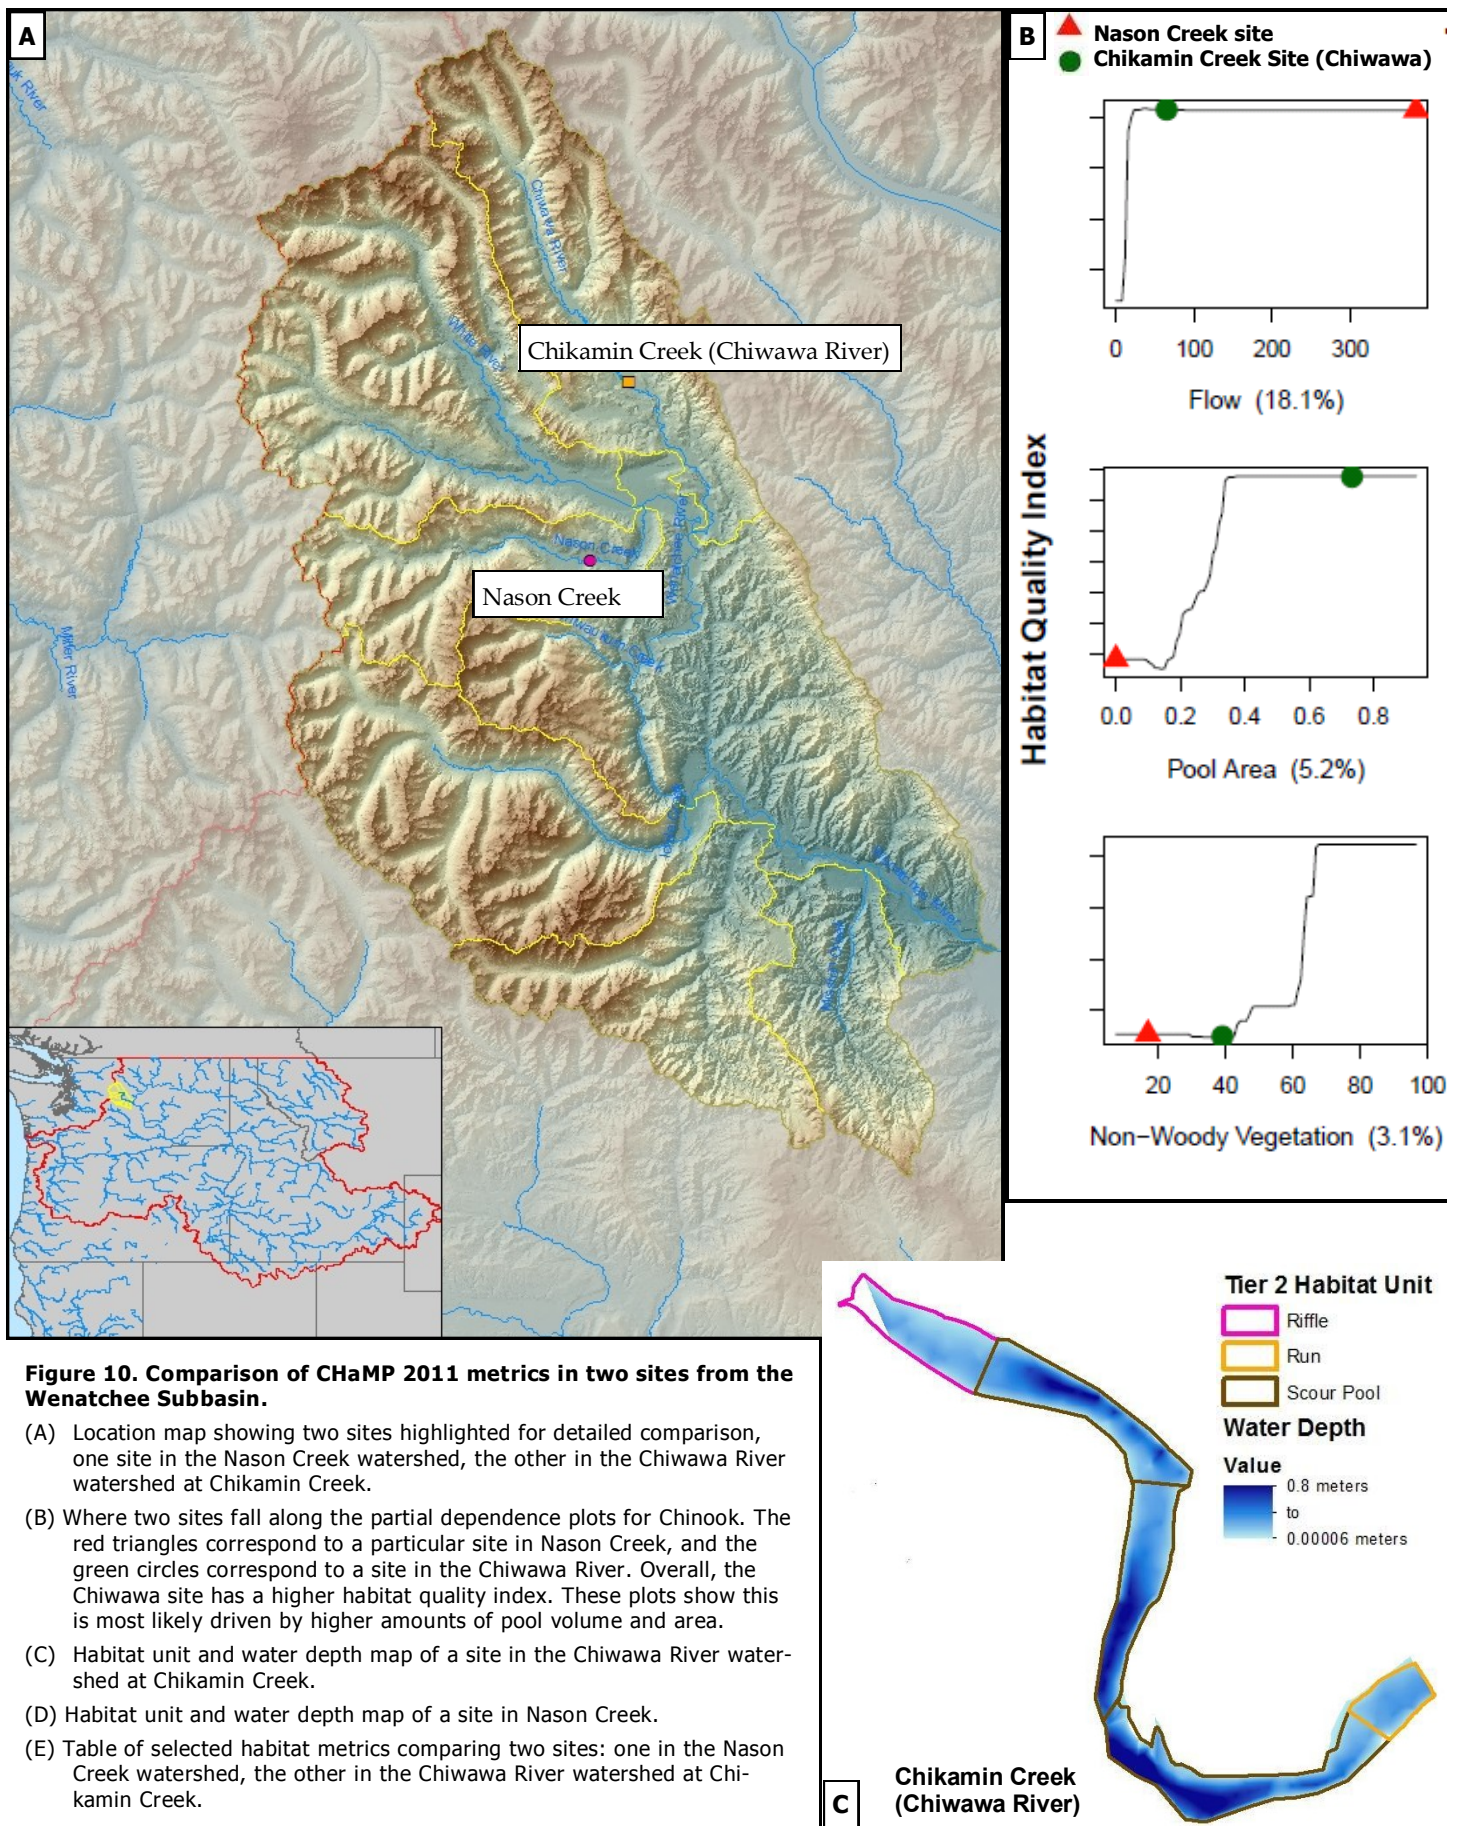 A
uk River
Chiwawa River
White River
Chikamin Creek (Chiwawa River)
Nason Creek
Wenatchee River
Nason Creek
Miller River
B
Nason Creek site
Chikamin Creek Site (Chiwawa)
Habitat Quality Index
0 100 200 300
Flow (18.1%)
0.0 0.2 0.4 0.6 0.8
Pool Area (5.2%)
20 40 60 80 100
Non-Woody Vegetation (3.1%)
Figure 10. Comparison of CHaMP 2011 metrics in two sites from the
Wenatchee Subbasin.
(A) Location map showing two sites highlighted for detailed comparison,
one site in the Nason Creek watershed, the other in the Chiwawa River
watershed at Chikamin Creek.
(B) Where two sites fall along the partial dependence plots for Chinook. The
red triangles correspond to a particular site in Nason Creek, and the
green circles correspond to a site in the Chiwawa River. Overall, the
Chiwawa site has a higher habitat quality index. These plots show this
is most likely driven by higher amounts of pool volume and area.
(C) Habitat unit and water depth map of a site in the Chiwawa River water-
shed at Chikamin Creek.
(D) Habitat unit and water depth map of a site in Nason Creek.
(E) Table of selected habitat metrics comparing two sites: one in the Nason
Creek watershed, the other in the Chiwawa River watershed at Chi-
kamin Creek.
Tier 2 Habitat Unit
Riffle
Run
Scour Pool
Water Depth
Value
0.8 meters
to
0.00006 meters
C
Chikamin Creek
(Chiwawa River)